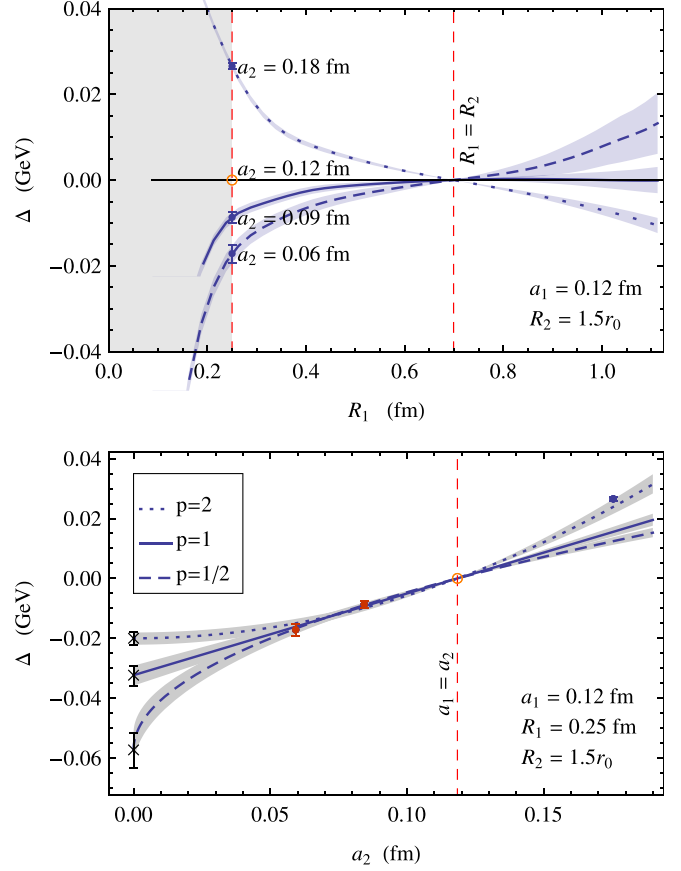 0.04
0.02
0.00
−0.02
−0.04
Δ (GeV)
a₂ = 0.18 fm
a₂ = 0.12 fm
a₂ = 0.09 fm
a₂ = 0.06 fm
R₁ = R₂
a₁ = 0.12 fm
R₂ = 1.5r₀
0.0 0.2 0.4 0.6 0.8 1.0
R₁ (fm)
0.04
0.02
0.00
−0.02
−0.04
−0.06
Δ (GeV)
p=2
p=1
p=1/2
a₁ = a₂
a₁ = 0.12 fm
R₁ = 0.25 fm
R₂ = 1.5r₀
0.00 0.05 0.10 0.15
a₂ (fm)